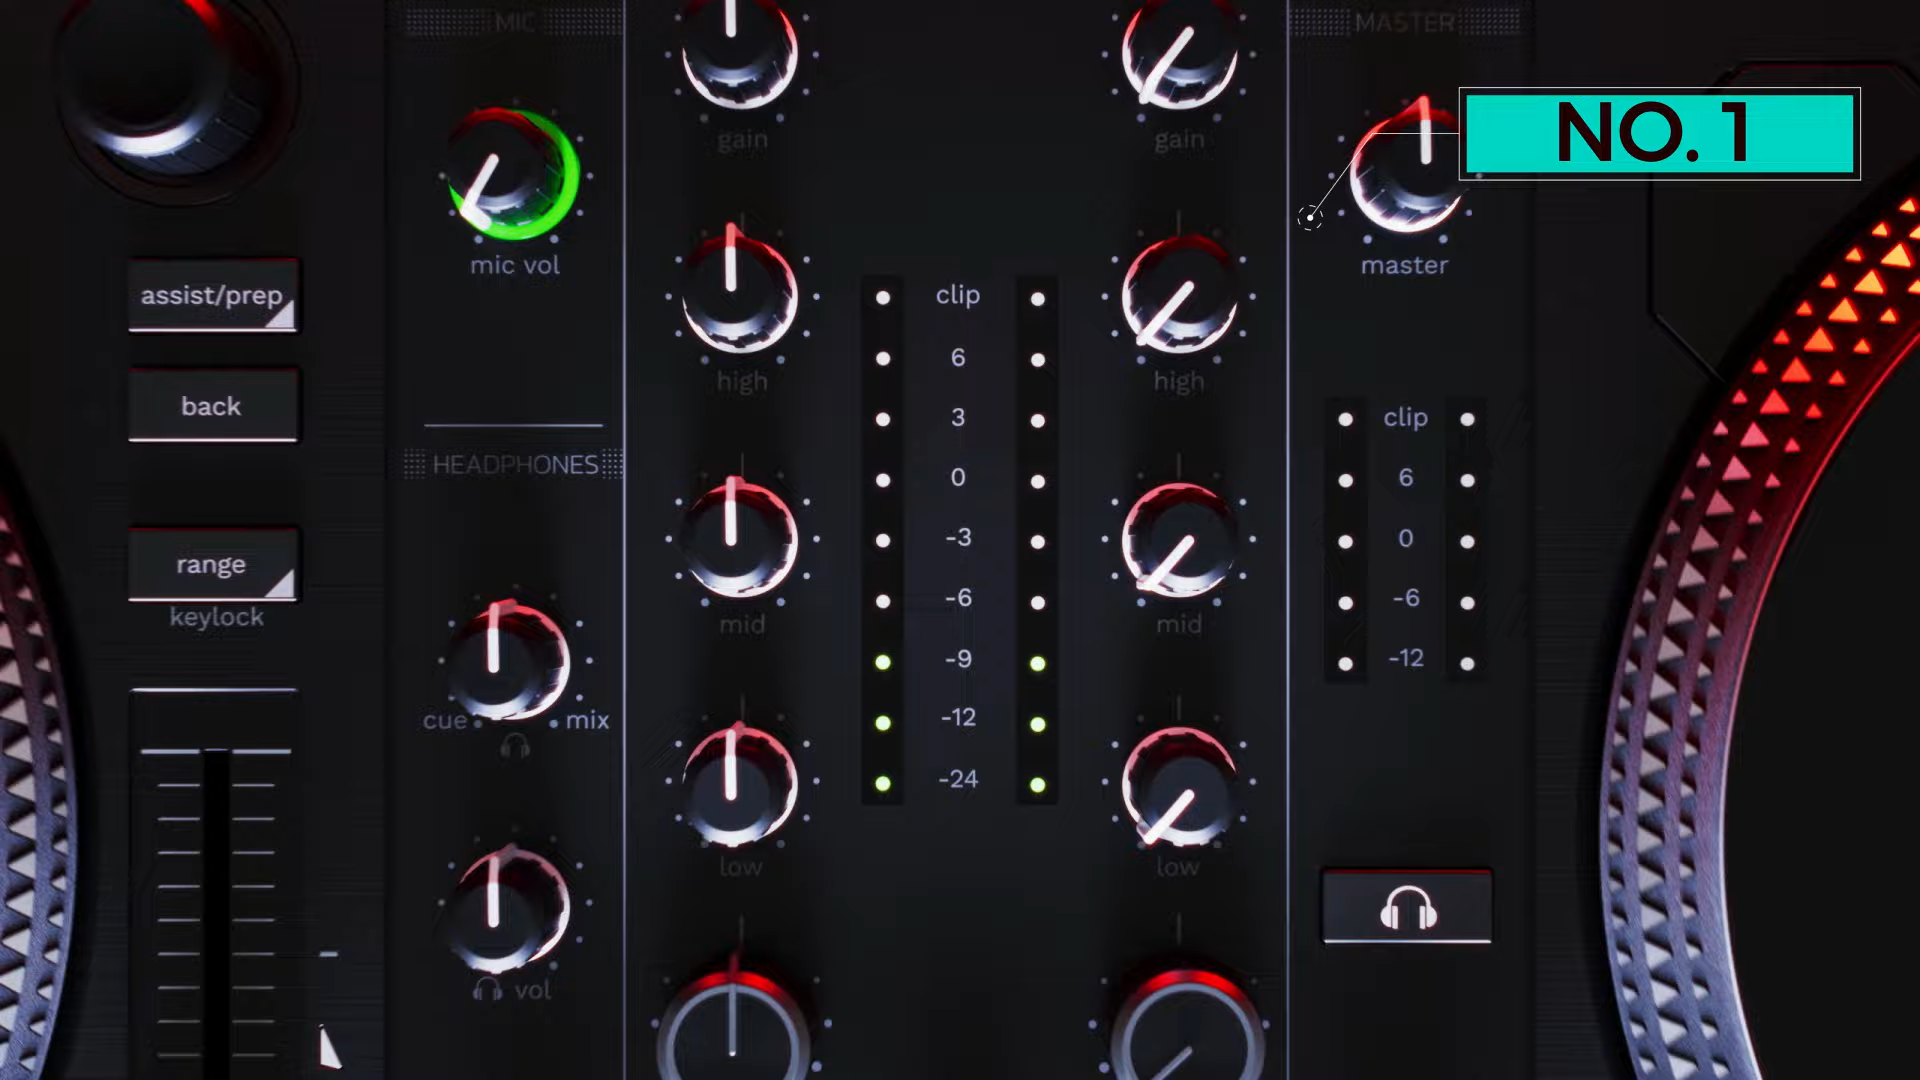 MIC
MASTER
NO. 1
gain
gain
mic vol
master
assist/prep
clip
6
3
0
-3
-6
-9
-12
-24
high
high
back
clip
6
0
-6
-12
HEADPHONES
range
keylock
mid
mid
cue
mix
low
low
vol